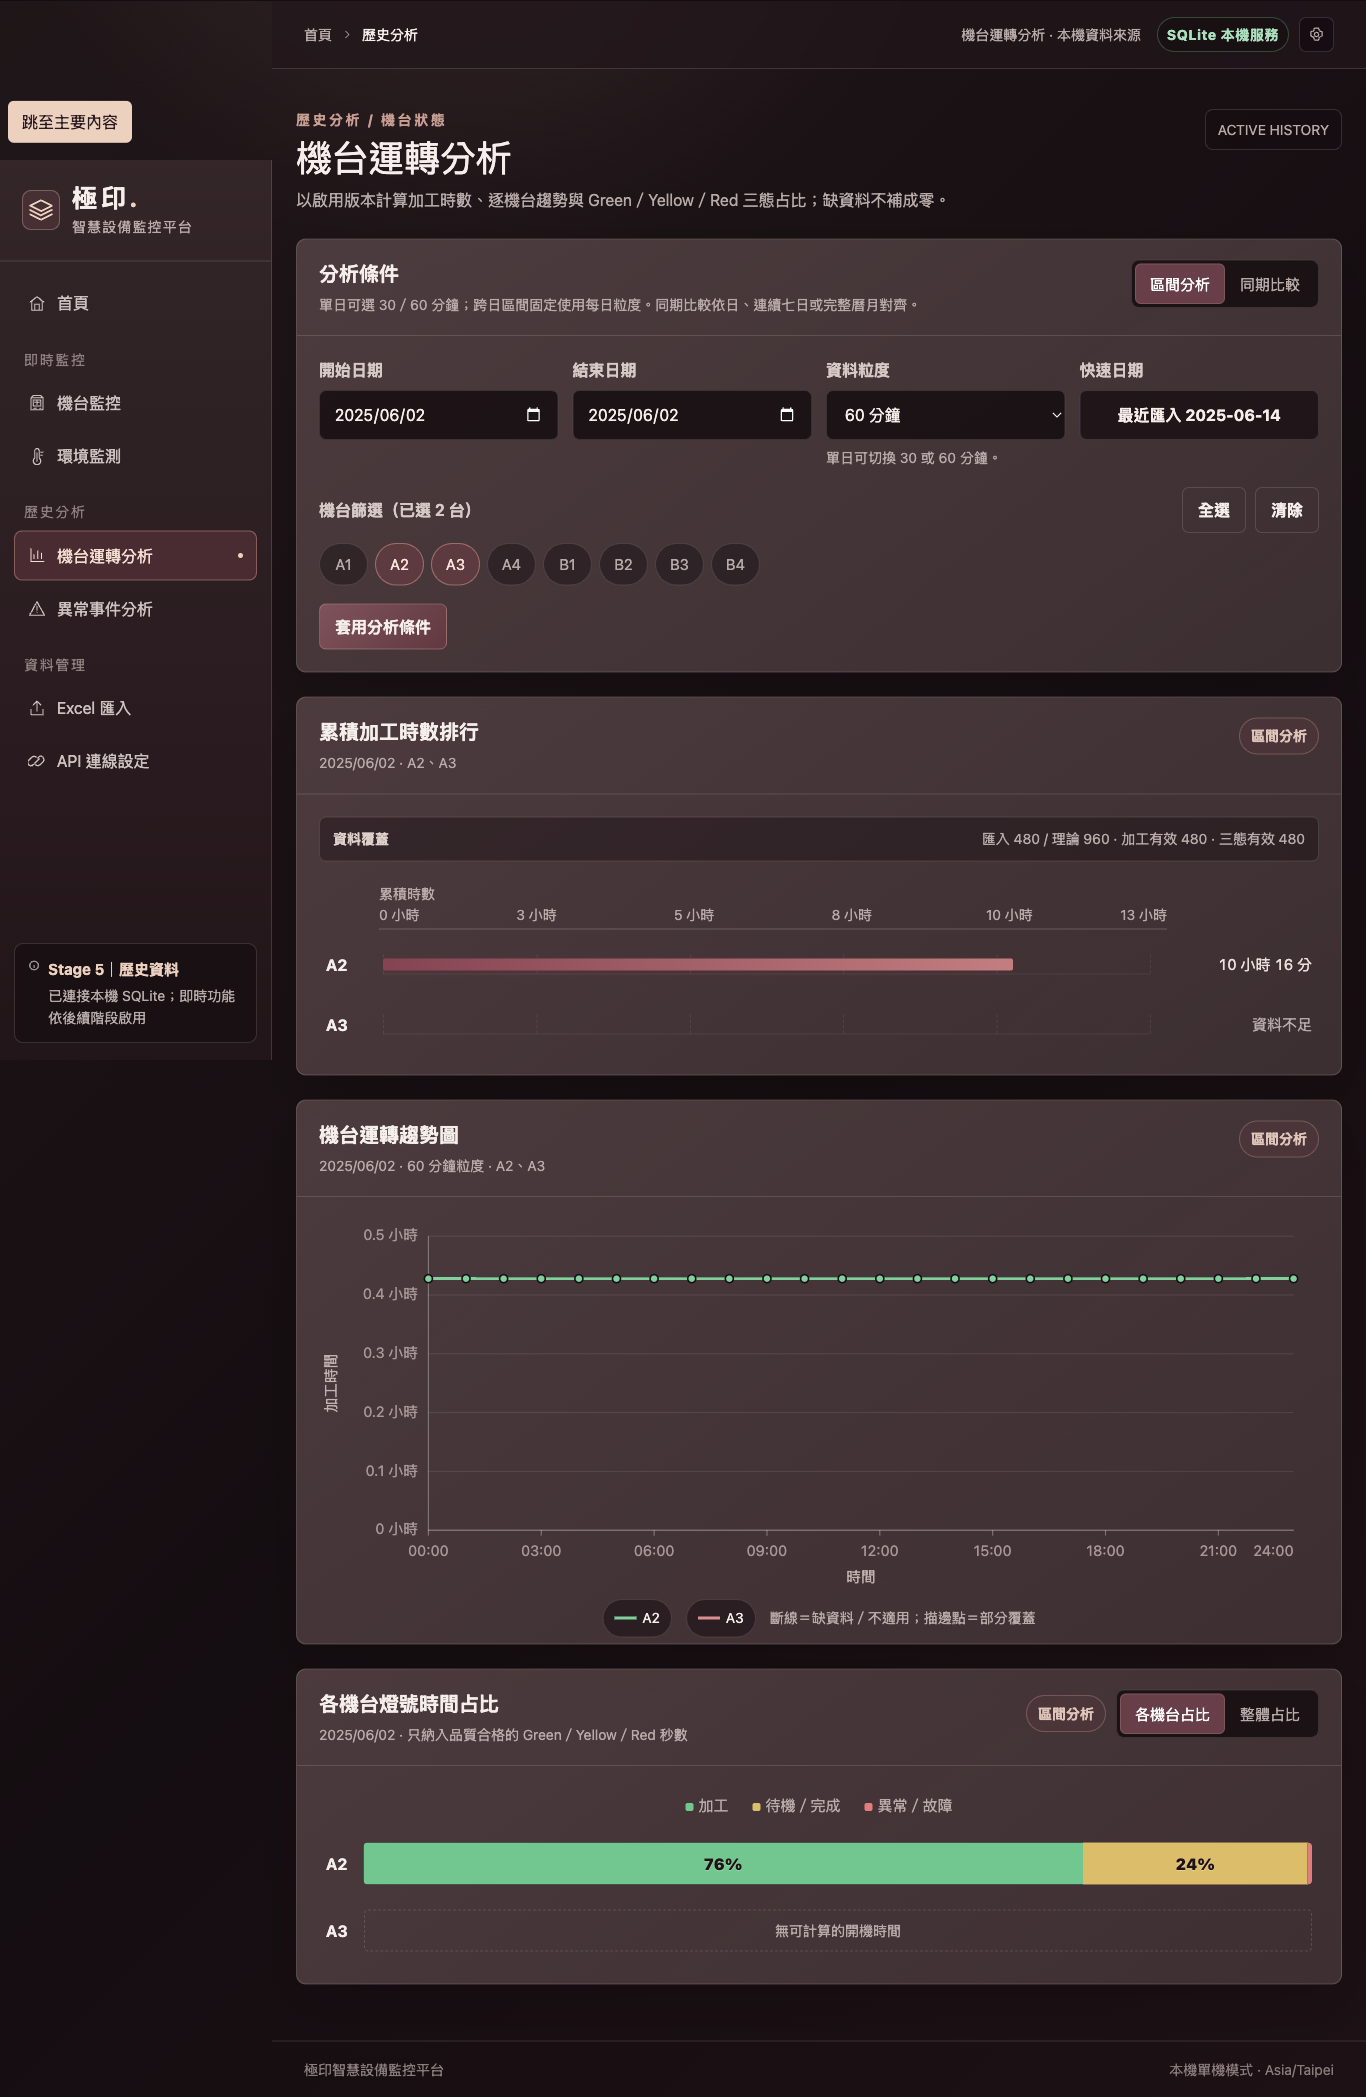 首頁 > 歷史分析
機台運轉分析 · 本機資料來源
SQLite 本機服務
跳至主要內容
極印.
智慧設備監控平台
首頁
即時監控
機台監控
環境監測
歷史分析
機台運轉分析
異常事件分析
資料管理
Excel 匯入
API 連線設定
Stage 5｜歷史資料
已連接本機 SQLite；即時功能
依後續階段啟用
歷史分析 / 機台狀態
機台運轉分析
以啟用版本計算加工時數、逐機台趨勢與 Green / Yellow / Red 三態占比；缺資料不補成零。
ACTIVE HISTORY
分析條件
單日可選 30 / 60 分鐘；跨日區間固定使用每日粒度。同期比較依日、連續七日或完整曆月對齊。
區間分析 同期比較
開始日期 結束日期 資料粒度 快速日期
2025/06/02 2025/06/02 60 分鐘 最近匯入 2025-06-14
單日可切換 30 或 60 分鐘。
機台篩選（已選 2 台）
全選 清除
A1 A2 A3 A4 B1 B2 B3 B4
套用分析條件
累積加工時數排行
2025/06/02 · A2、A3
區間分析
資料覆蓋
匯入 480 / 理論 960 · 加工有效 480 · 三態有效 480
累積時數
0 小時 3 小時 5 小時 8 小時 10 小時 13 小時
A2 10 小時 16 分
A3 資料不足
機台運轉趨勢圖
2025/06/02 · 60 分鐘粒度 · A2、A3
區間分析
0.5 小時
0.4 小時
0.3 小時
0.2 小時
0.1 小時
0 小時
加工時間
00:00 03:00 06:00 09:00 12:00 15:00 18:00 21:00 24:00
時間
A2 A3 斷線＝缺資料 / 不適用；描邊點＝部分覆蓋
各機台燈號時間占比
2025/06/02 · 只納入品質合格的 Green / Yellow / Red 秒數
區間分析
各機台占比 整體占比
加工 待機 / 完成 異常 / 故障
A2 76% 24%
A3 無可計算的開機時間
極印智慧設備監控平台
本機單機模式 · Asia/Taipei